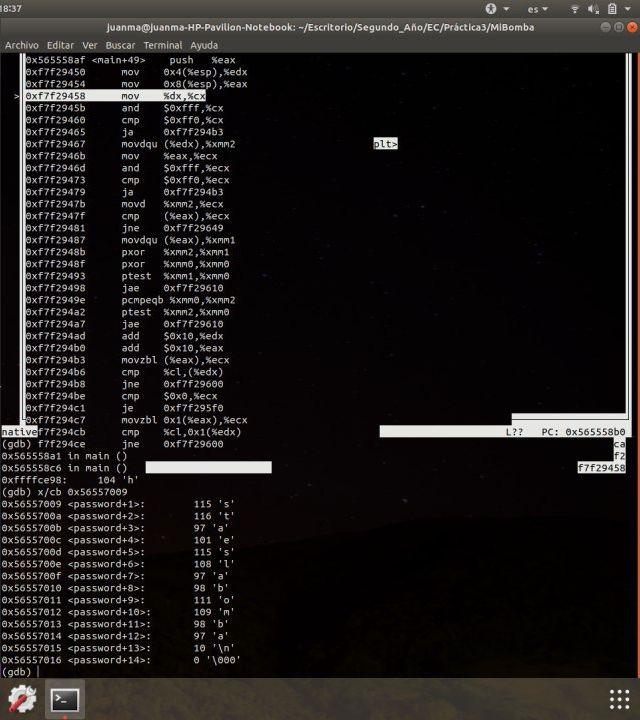 18:37
es
juanma@juanma-HP-Pavilion-Notebook: ~/Escritorio/Segundo_Año/EC/Práctica3/MiBomba
Archivo Editar Ver Buscar Terminal Ayuda
0x565558af <main+49> push %eax
0xf7f29450 mov 0x4(%esp),%edx
0xf7f29454 mov 0x8(%esp),%eax
>0xf7f29458 mov %dx,%cx
0xf7f2945b and $0xfff,%cx
0xf7f29460 cmp $0xff0,%cx
0xf7f29465 ja 0xf7f294b3
0xf7f29467 movdqu (%edx),%xmm2 plt>
0xf7f2946b mov %eax,%ecx
0xf7f2946d and $0xfff,%ecx
0xf7f29473 cmp $0xff0,%ecx
0xf7f29479 ja 0xf7f294b3
0xf7f2947b movd %xmm2,%ecx
0xf7f2947f cmp (%eax),%ecx
0xf7f29481 jne 0xf7f29649
0xf7f29487 movdqu (%eax),%xmm1
0xf7f2948b pxor %xmm2,%xmm1
0xf7f2948f pxor %xmm0,%xmm0
0xf7f29493 ptest %xmm1,%xmm0
0xf7f29498 jae 0xf7f29610
0xf7f2949e pcmpeqb %xmm0,%xmm2
0xf7f294a2 ptest %xmm2,%xmm0
0xf7f294a7 jae 0xf7f29610
0xf7f294ad add $0x10,%edx
0xf7f294b0 add $0x10,%eax
0xf7f294b3 movzbl (%eax),%ecx
0xf7f294b6 cmp %cl,(%edx)
0xf7f294b8 jne 0xf7f29600
0xf7f294be cmp $0x0,%ecx
0xf7f294c1 je 0xf7f295f0
0xf7f294c7 movzbl 0x1(%eax),%ecx
nativef7f294cb cmp %cl,0x1(%edx) L?? PC: 0x565558b0
(gdb) f7f294ce jne 0xf7f29600 ca
0x565558a1 in main () f2
0x565558c6 in main () f7f29458
0xffffce98: 104 'h'
(gdb) x/cb 0x56557009
0x56557009 <password+1>: 115 's'
0x5655700a <password+2>: 116 't'
0x5655700b <password+3>: 97 'a'
0x5655700c <password+4>: 101 'e'
0x5655700d <password+5>: 115 's'
0x5655700e <password+6>: 108 'l'
0x5655700f <password+7>: 97 'a'
0x56557010 <password+8>: 98 'b'
0x56557011 <password+9>: 111 'o'
0x56557012 <password+10>: 109 'm'
0x56557013 <password+11>: 98 'b'
0x56557014 <password+12>: 97 'a'
0x56557015 <password+13>: 10 '\n'
0x56557016 <password+14>: 0 '\000'
(gdb)